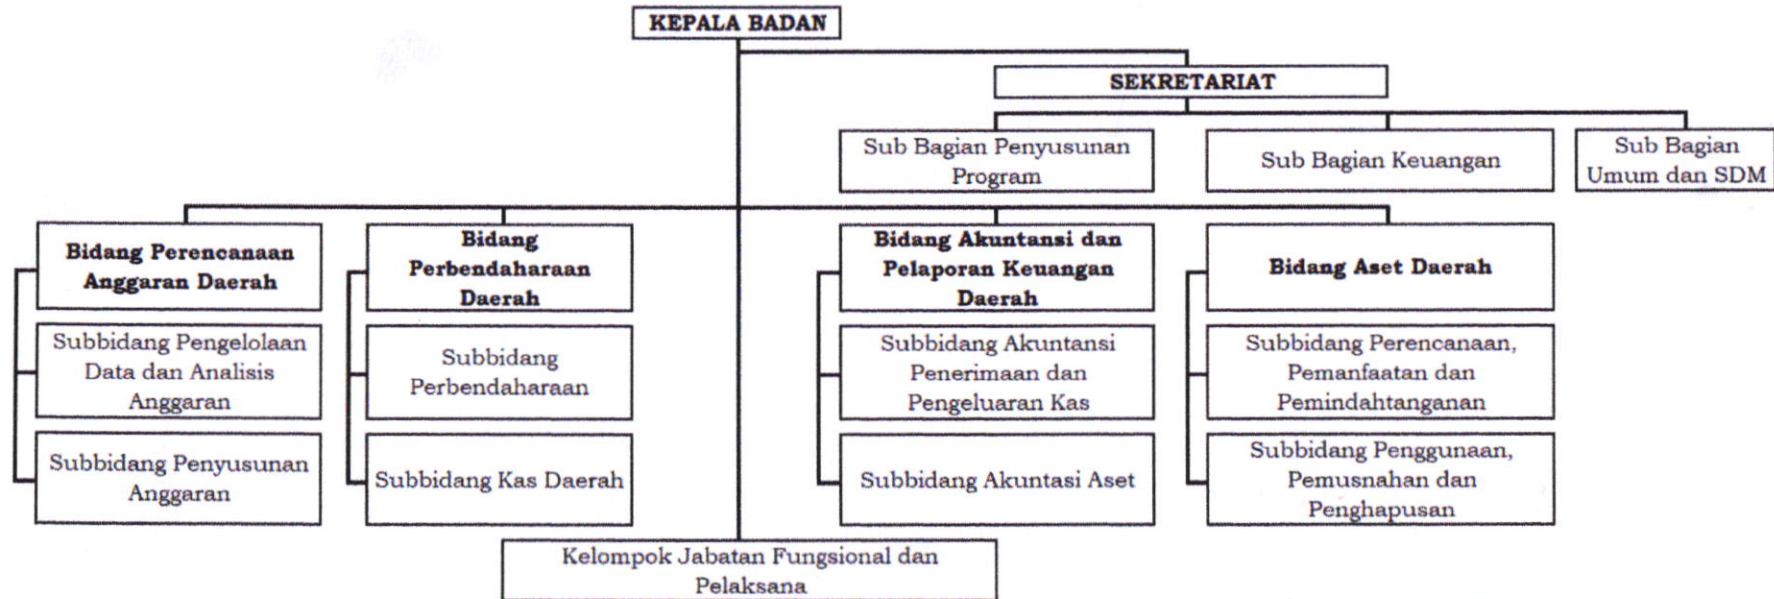 KEPALA BADAN
SEKRETARIAT
Sub Bagian Penyusunan
Program
Sub Bagian Keuangan
Sub Bagian
Umum dan SDM
Bidang Perencanaan
Anggaran Daerah
Subbidang Pengelolaan
Data dan Analisis
Anggaran
Subbidang Penyusunan
Anggaran
Bidang
Perbendaharaan
Daerah
Subbidang
Perbendaharaan
Subbidang Kas Daerah
Bidang Akuntansi dan
Pelaporan Keuangan
Daerah
Subbidang Akuntansi
Penerimaan dan
Pengeluaran Kas
Subbidang Akuntasi Aset
Bidang Aset Daerah
Subbidang Perencanaan,
Pemanfaatan dan
Pemindahtanganan
Subbidang Penggunaan,
Pemusnahan dan
Penghapusan
Kelompok Jabatan Fungsional dan
Pelaksana